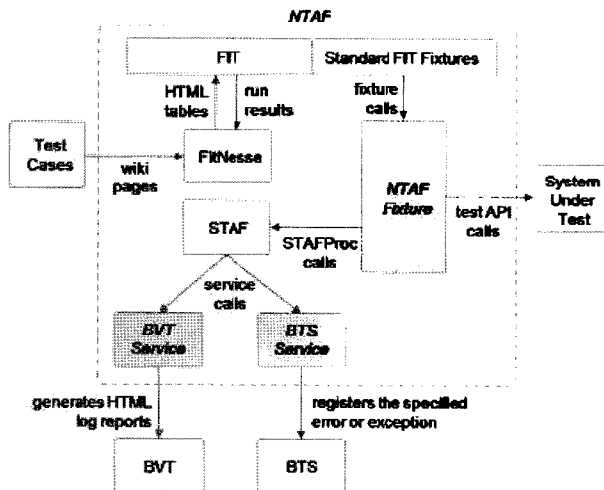 NTAF
FIT
Standard FIT Fixtures
HTML
tables
run
results
fixture
calls
Test
Cases
wiki
pages
FitNesse
NTAF
Fixture
test API
calls
System
Under
Test
STAF
STAFProc
calls
service
calls
BVT
Service
BTS
Service
generates HTML
log reports
registers the specified
error or exception
BVT
BTS